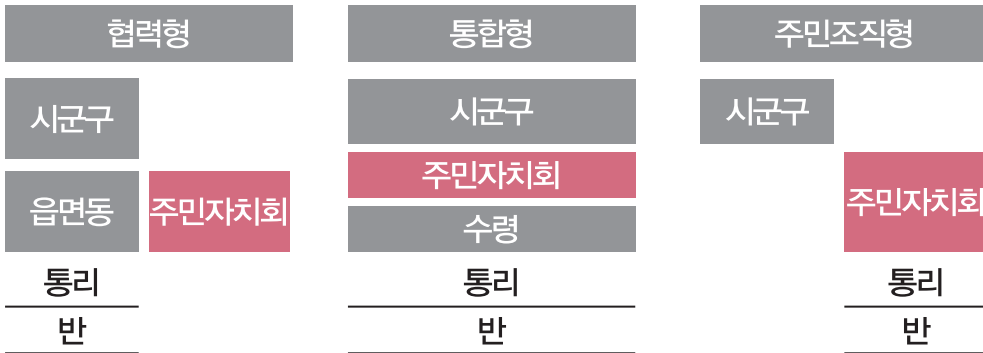 협력형
시군구
읍면동
주민자치회
통리
반
통합형
시군구
주민자치회
수령
통리
반
주민조직형
시군구
주민자치회
통리
반